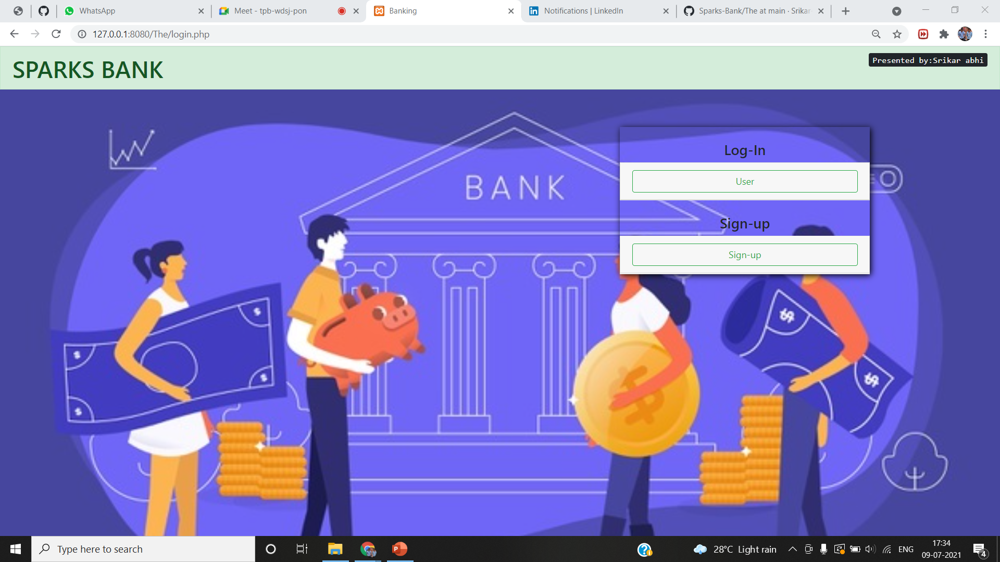 WhatsApp
Meet - tpb-wdsj-pon
Banking
Notifications | LinkedIn
Sparks-Bank/The at main · Srikar
127.0.0.1:8080/The/login.php
SPARKS BANK
Presented by:Srikar abhi
BANK
Log-In
User
Sign-up
Sign-up
$
$
$
$
$
$
Type here to search
28°C Light rain
ENG
17:34
09-07-2021
4